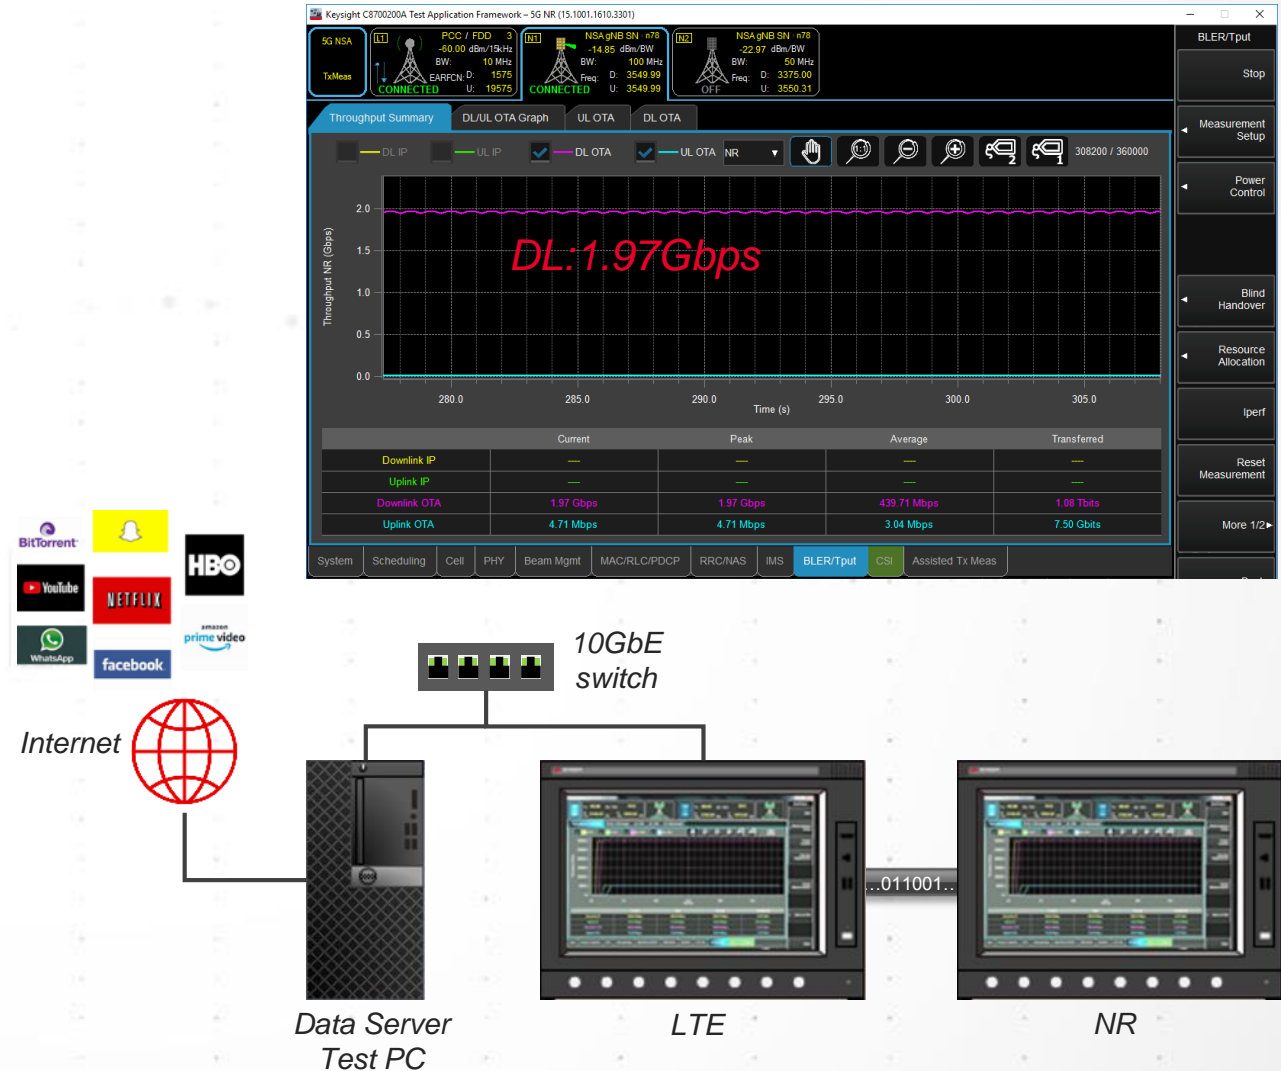 Keysight C8700200A Test Application Framework – 5G NR (15.1001.1610.3301)
5G NSA
TxMeas
L1
PCC / FDD 3
-60.00 dBm/15kHz
BW: 10 MHz
EARFCN: D: 1575
CONNECTED U: 19575
N1
NSA gNB SN · n78
-14.85 dBm/BW
BW: 100 MHz
Freq: D: 3549.99
CONNECTED U: 3549.99
N2
NSA gNB SN · n78
-22.97 dBm/BW
BW: 50 MHz
Freq: D: 3375.00
OFF U: 3550.31
BLER/Tput
Stop
Measurement
Setup
Power
Control
Blind
Handover
Resource
Allocation
Iperf
Reset
Measurement
More 1/2
Throughput Summary DL/UL OTA Graph UL OTA DL OTA
DL IP UL IP DL OTA UL OTA NR 1:1 2 1 308200 / 360000
Throughput NR (Gbps)
2.0
1.5
1.0
0.5
0.0
DL:1.97Gbps
280.0 285.0 290.0 295.0 300.0 305.0
Time (s)
Current Peak Average Transferred
Downlink IP — — — —
Uplink IP — — — —
Downlink OTA 1.97 Gbps 1.97 Gbps 439.71 Mbps 1.08 Tbits
Uplink OTA 4.71 Mbps 4.71 Mbps 3.04 Mbps 7.50 Gbits
System Scheduling Cell PHY Beam Mgmt MAC/RLC/PDCP RRC/NAS IMS BLER/Tput CSI Assisted Tx Meas
BitTorrent
HBO
YouTube
NETFLIX
WhatsApp
facebook
amazon
prime video
10GbE
switch
Internet
...011001..
Data Server
Test PC
LTE
NR